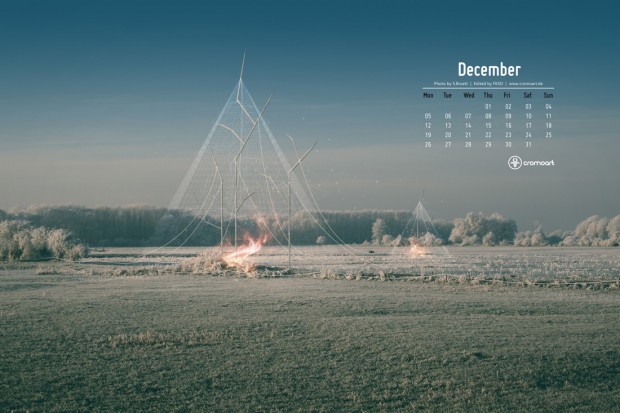 December
Photo by S.Brozat | Edited by FASD | www.cromoart.de
Mon Tue Wed Thu Fri Sat Sun
01 02 03 04
05 06 07 08 09 10 11
12 13 14 15 16 17 18
19 20 21 22 23 24 25
26 27 28 29 30 31
cromoart